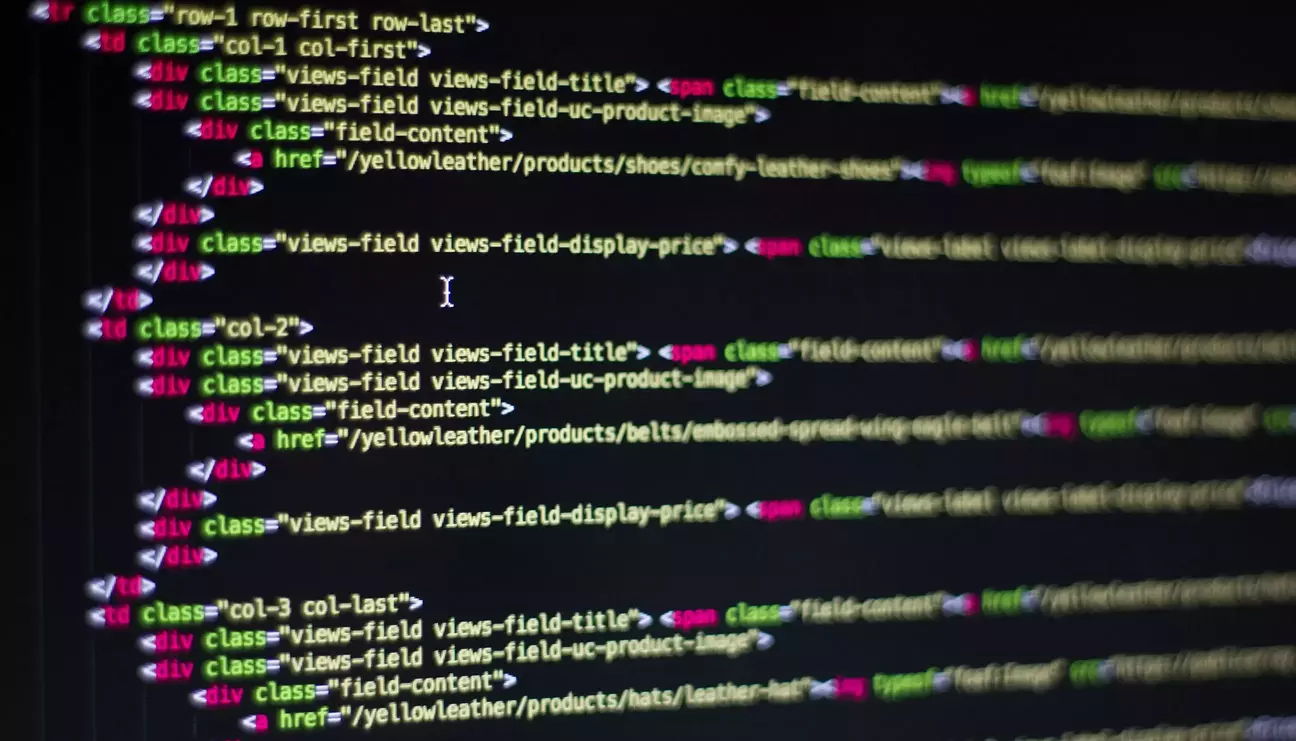 <tr class="row-1 row-first row-last">
<td class="col-1 col-first">
<div class="views-field views-field-title"> <span class="field-content"><a href="/yellowleather/products/
<div class="views-field views-field-uc-product-image">
<div class="field-content">
<a href="/yellowleather/products/shoes/comfy-leather-shoes"><img typeof="foaf:Image" src="https://
</div>
</div>
<div class="views-field views-field-display-price"> <span class="views-label views-label-display-price">
</div>
</td>
<td class="col-2">
<div class="views-field views-field-title"> <span class="field-content"><a href="/yellowleather/products/
<div class="views-field views-field-uc-product-image">
<div class="field-content">
<a href="/yellowleather/products/belts/embossed-spread-wing-eagle-belt"><img typeof="foaf:Image"
</div>
</div>
<div class="views-field views-field-display-price"> <span class="views-label views-label-display-price">
</div>
</td>
<td class="col-3 col-last">
<div class="views-field views-field-title"> <span class="field-content"><a href="/yellowleather/products/
<div class="views-field views-field-uc-product-image">
<div class="field-content">
<a href="/yellowleather/products/hats/leather-hat"><img typeof="foaf:Image" src="https://